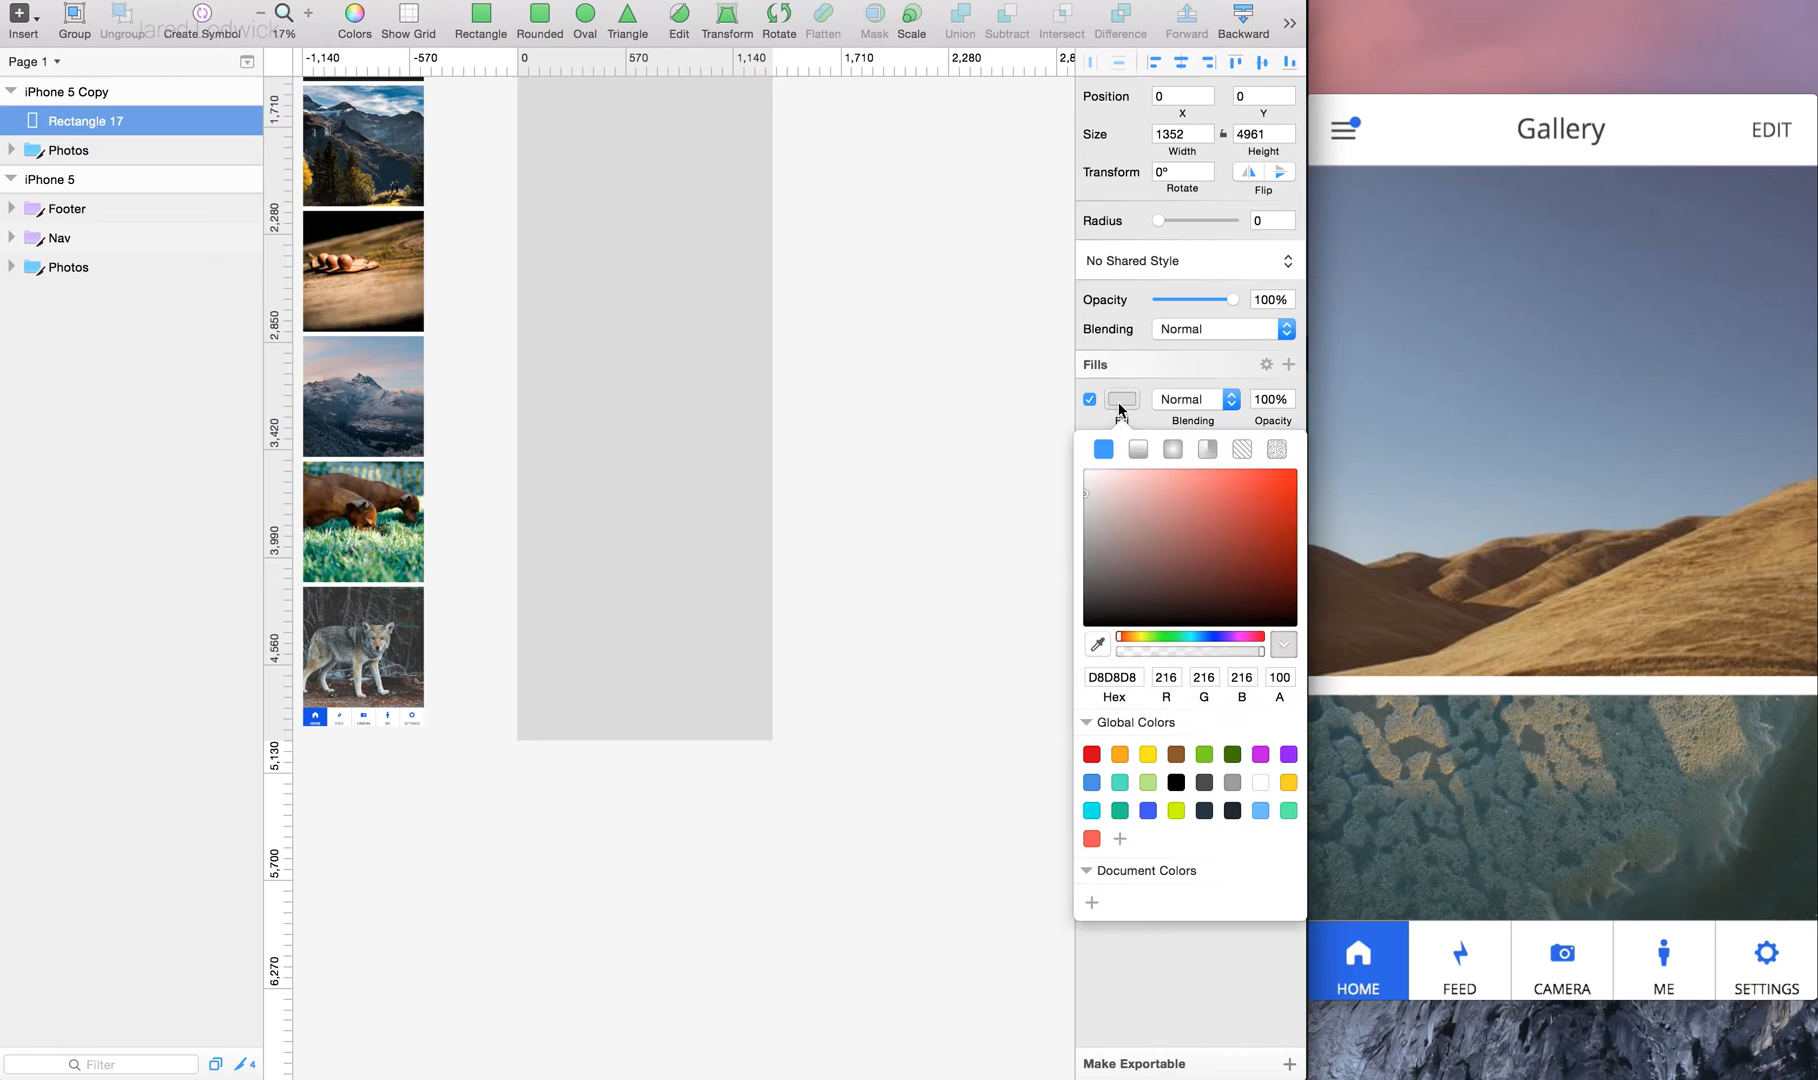 Insert
Group
Ungroup
Create Symbol
17%
Colors
Show Grid
Rectangle
Rounded
Oval
Triangle
Edit
Transform
Rotate
Flatten
Mask
Scale
Union
Subtract
Intersect
Difference
Forward
Backward
Page 1
-1,140
-570
0
570
1,140
1,710
2,280
2,8
iPhone 5 Copy
Rectangle 17
Photos
iPhone 5
Footer
Nav
Photos
Filter
4
1,710
2,280
2,850
3,420
3,990
4,560
5,130
5,700
6,270
Position
0
0
X
Y
Size
1352
4961
Width
Height
Transform
0°
Rotate
Flip
Radius
0
No Shared Style
Opacity
100%
Blending
Normal
Fills
Normal
100%
Blending
Opacity
D8D8D8
216
216
216
100
Hex
R
G
B
A
Global Colors
Document Colors
Make Exportable
Gallery
EDIT
HOME
FEED
CAMERA
ME
SETTINGS